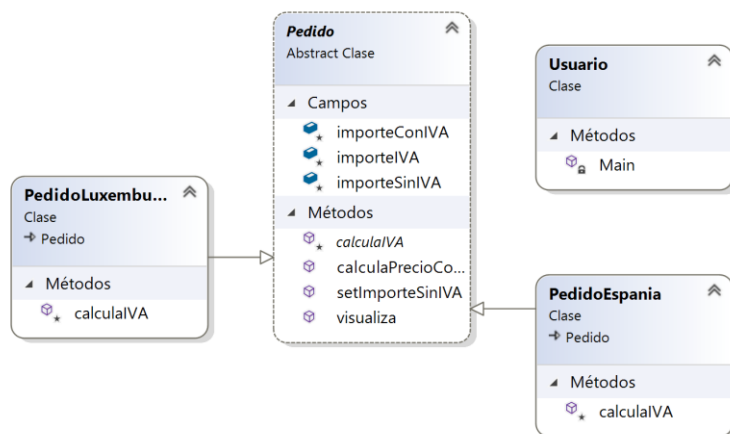 Pedido
Abstract Clase
Campos
importeConIVA
importeIVA
importeSinIVA
Métodos
calculaIVA
calculaPrecioCo...
setImporteSinIVA
visualiza
Usuario
Clase
Métodos
Main
PedidoLuxembu...
Clase
Pedido
Métodos
calculaIVA
PedidoEspania
Clase
Pedido
Métodos
calculaIVA